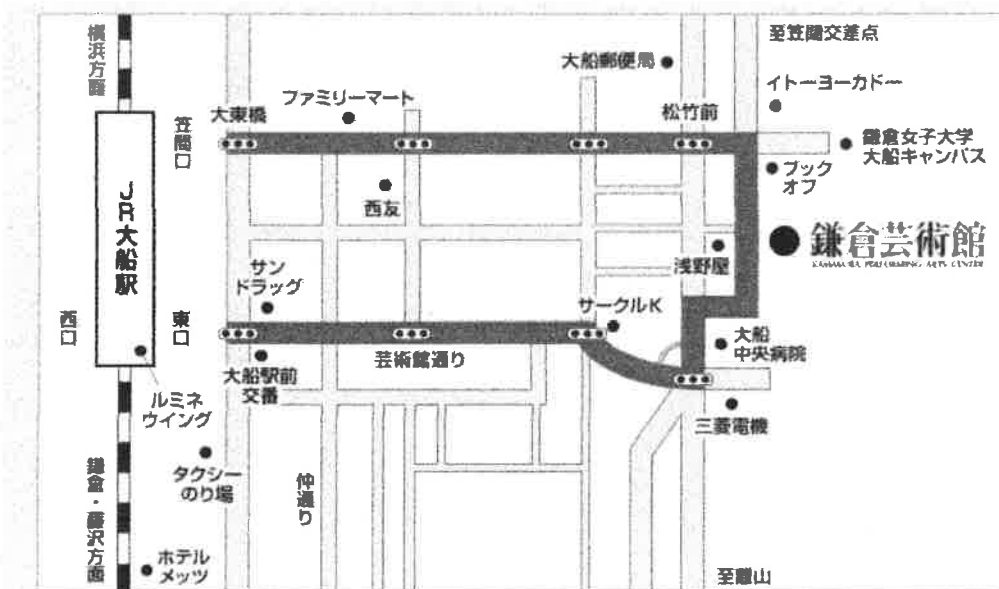 横浜方面
笠間口
大東橋
ファミリーマート
大船郵便局
松竹前
至笠間交差点
イトーヨーカドー
鎌倉女子大学
大船キャンパス
ブック
オフ
西友
JR大船駅
鎌倉芸術館
KAMAKURA PERFORMING ARTS CENTER
浅野屋
サン
ドラッグ
サークルK
西口
東口
大船
中央病院
芸術館通り
大船駅前
交番
ルミネ
ウイング
三菱電機
タクシー
のり場
仲通り
鎌倉・藤沢方面
ホテル
メッツ
至離山